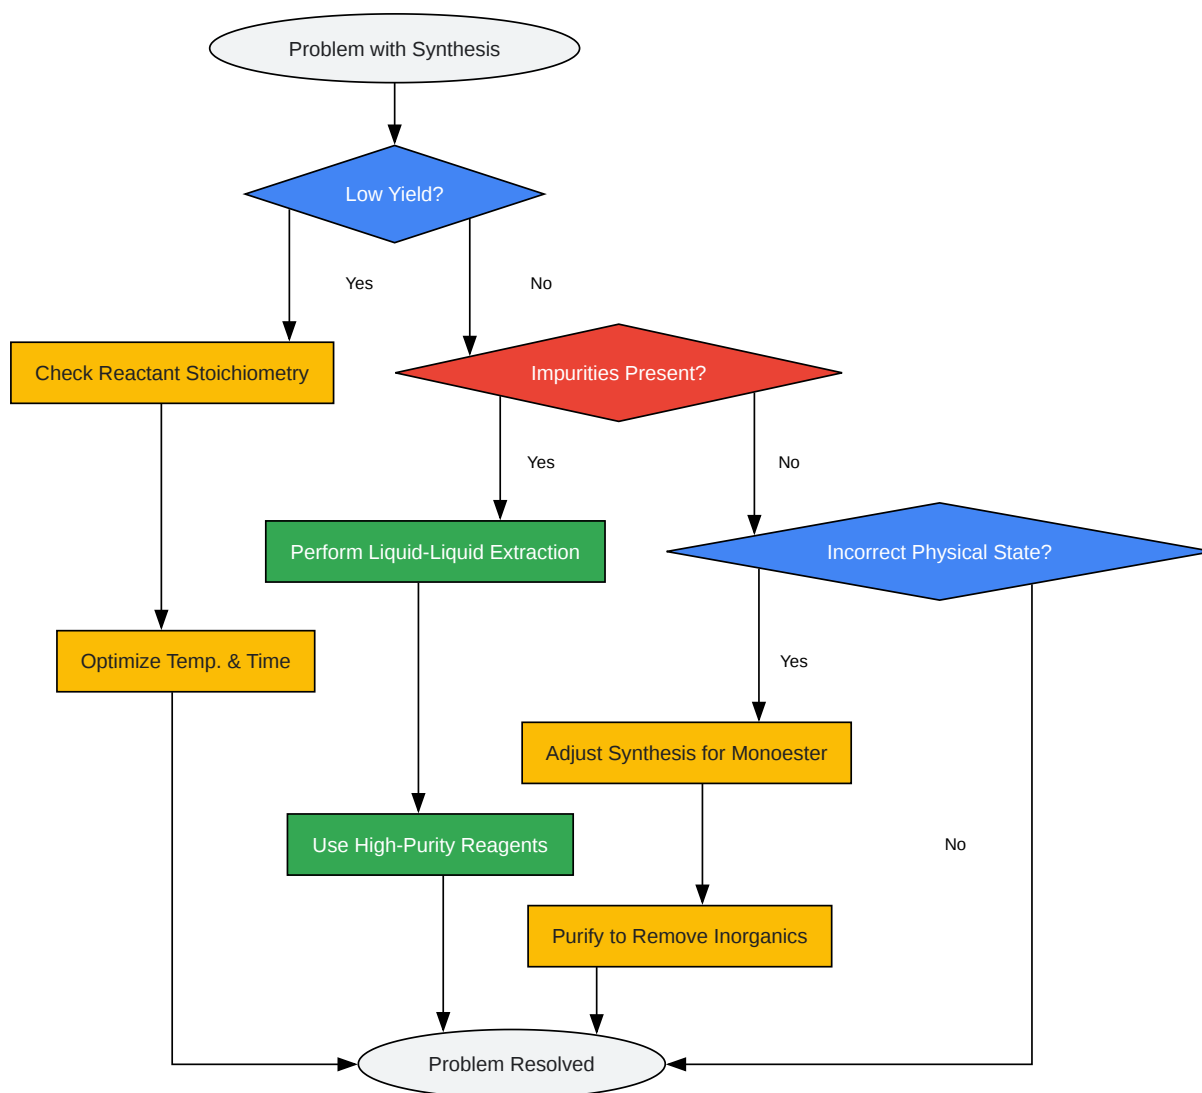 Problem with Synthesis
Low Yield?
Yes
No
Check Reactant Stoichiometry
Impurities Present?
Yes
No
Perform Liquid-Liquid Extraction
Incorrect Physical State?
Optimize Temp. & Time
Yes
Adjust Synthesis for Monoester
Use High-Purity Reagents
No
Purify to Remove Inorganics
Problem Resolved